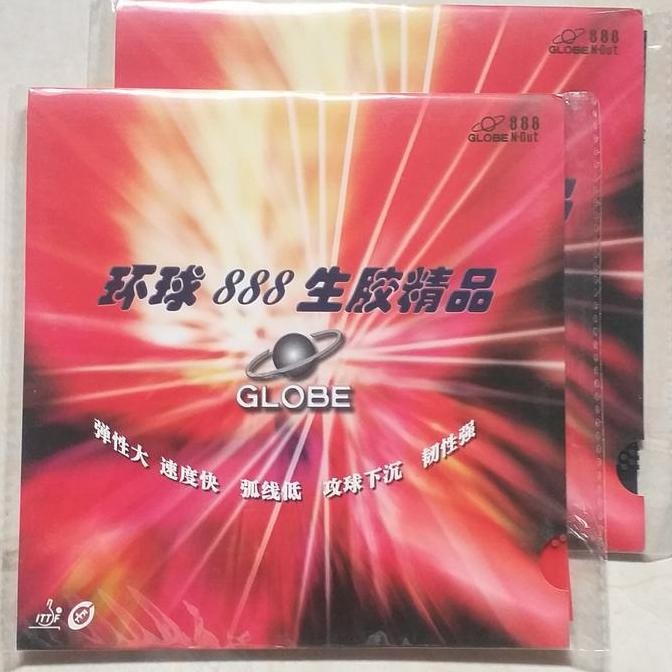 888
GLOBE N-Out
888
GLOBE N-Out
环球 888 生胶精品
GLOBE
弹性大 速度快 弧线低 攻球下沉 韧性强
ITTF